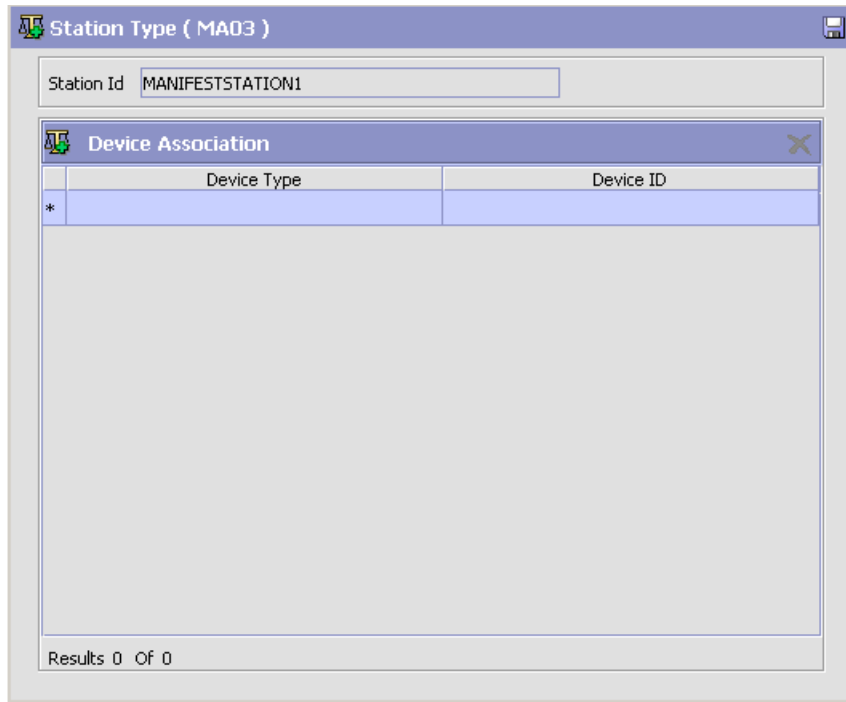 Station Type ( MA03 )
Station Id MANIFESTSTATION1
Device Association
Device Type Device ID
*
Results 0 Of 0